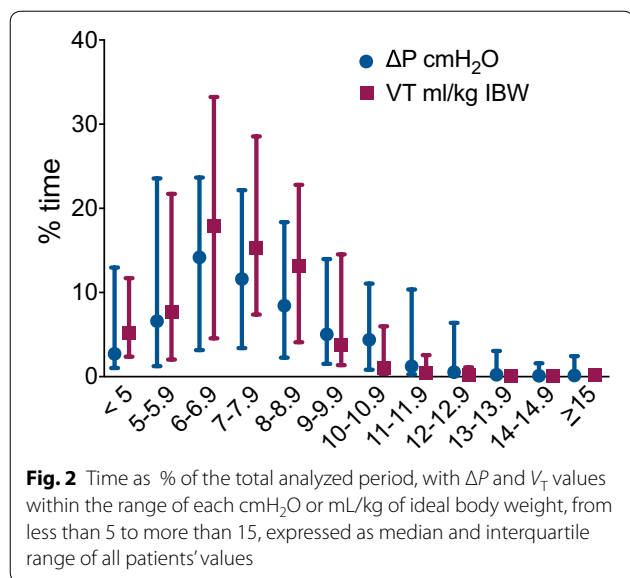 40
30
20
10
0
% time
ΔP cmH₂O
VT ml/kg IBW
< 5
5-5.9
6-6.9
7-7.9
8-8.9
9-9.9
10-10.9
11-11.9
12-12.9
13-13.9
14-14.9
≥15
Fig. 2 Time as % of the total analyzed period, with ΔP and V_T values
within the range of each cmH₂O or mL/kg of ideal body weight, from
less than 5 to more than 15, expressed as median and interquartile
range of all patients' values